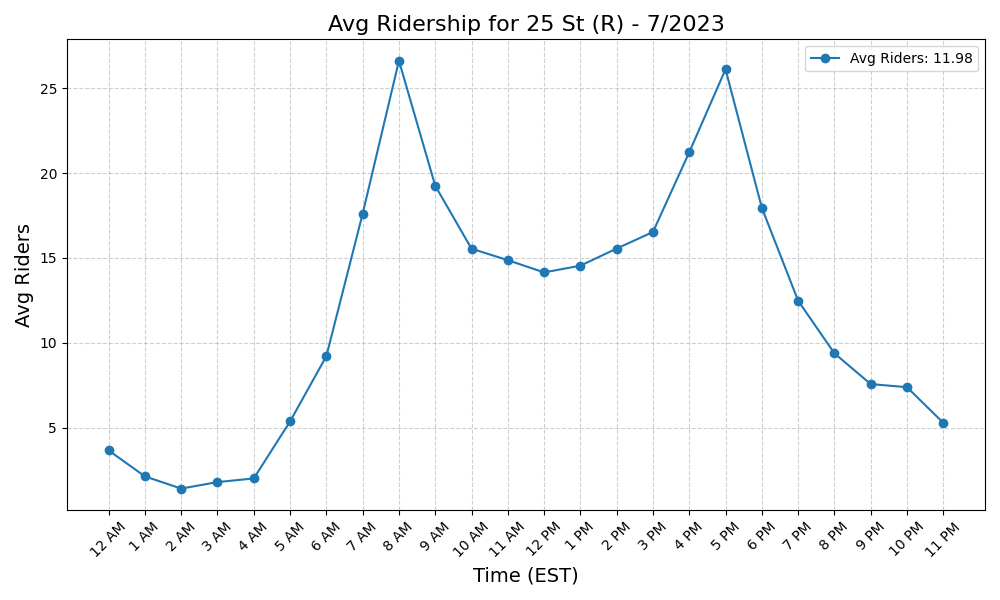 Avg Ridership for 25 St (R) - 7/2023
Avg Riders: 11.98
Avg Riders
25
20
15
10
5
12 AM
1 AM
2 AM
3 AM
4 AM
5 AM
6 AM
7 AM
8 AM
9 AM
10 AM
11 AM
12 PM
1 PM
2 PM
3 PM
4 PM
5 PM
6 PM
7 PM
8 PM
9 PM
10 PM
11 PM
Time (EST)